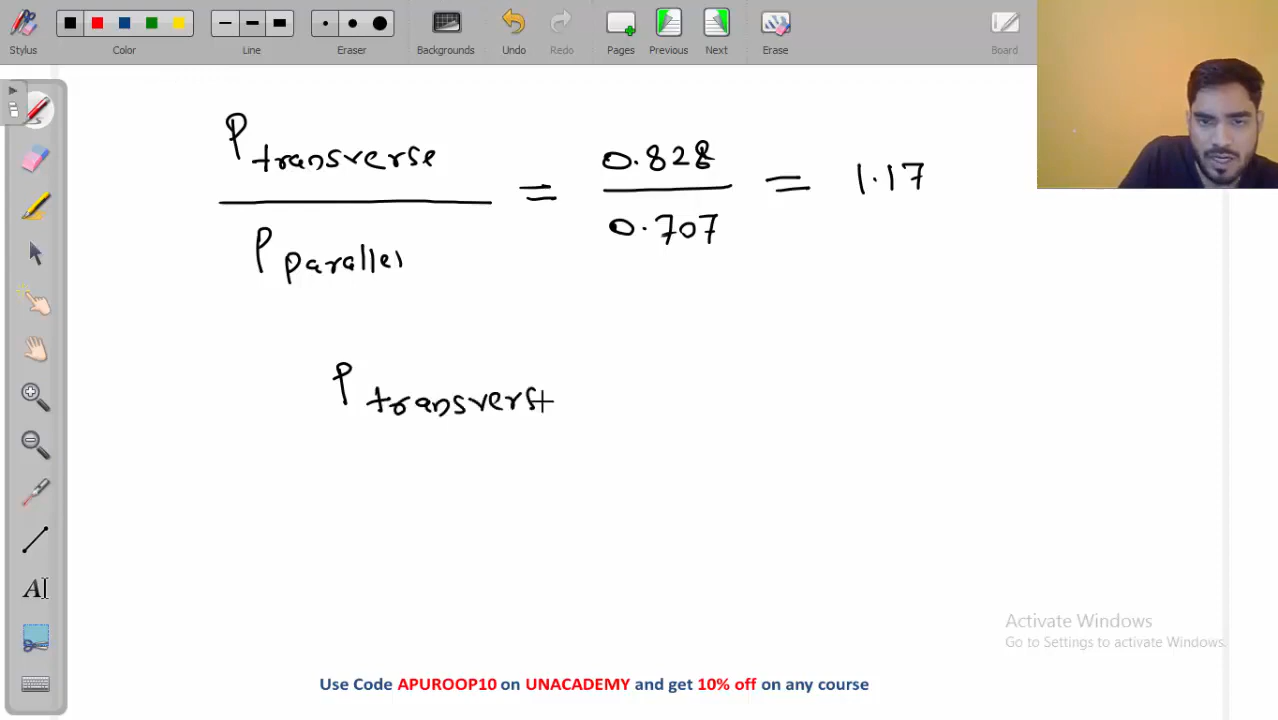 Stylus Color Line Eraser Backgrounds Undo Redo Pages Previous Next Erase Board
P transverse
= 0.828 / 0.707 = 1.17
P parallel
P transvers
A
Activate Windows
Go to Settings to activate Windows.
Use Code APUROOP10 on UNACADEMY and get 10% off on any course